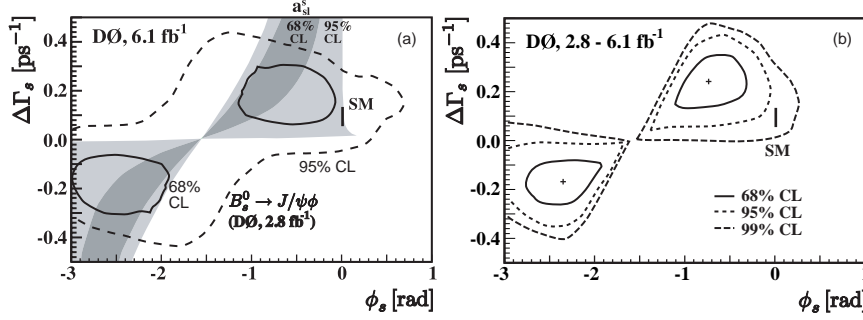 a^s_sl
DØ, 6.1 fb⁻¹
68% CL
95% CL
(a)
ΔΓ_s [ps⁻¹]
0.4
0.2
0.0
-0.2
-0.4
SM
95% CL
68% CL
B⁰_s → J/ψϕ
(DØ, 2.8 fb⁻¹)
-3 -2 -1 0 1
ϕ_s [rad]
DØ, 2.8 - 6.1 fb⁻¹
(b)
ΔΓ_s [ps⁻¹]
0.4
0.2
0.0
-0.2
-0.4
SM
68% CL
95% CL
99% CL
-3 -2 -1 0 1
ϕ_s [rad]